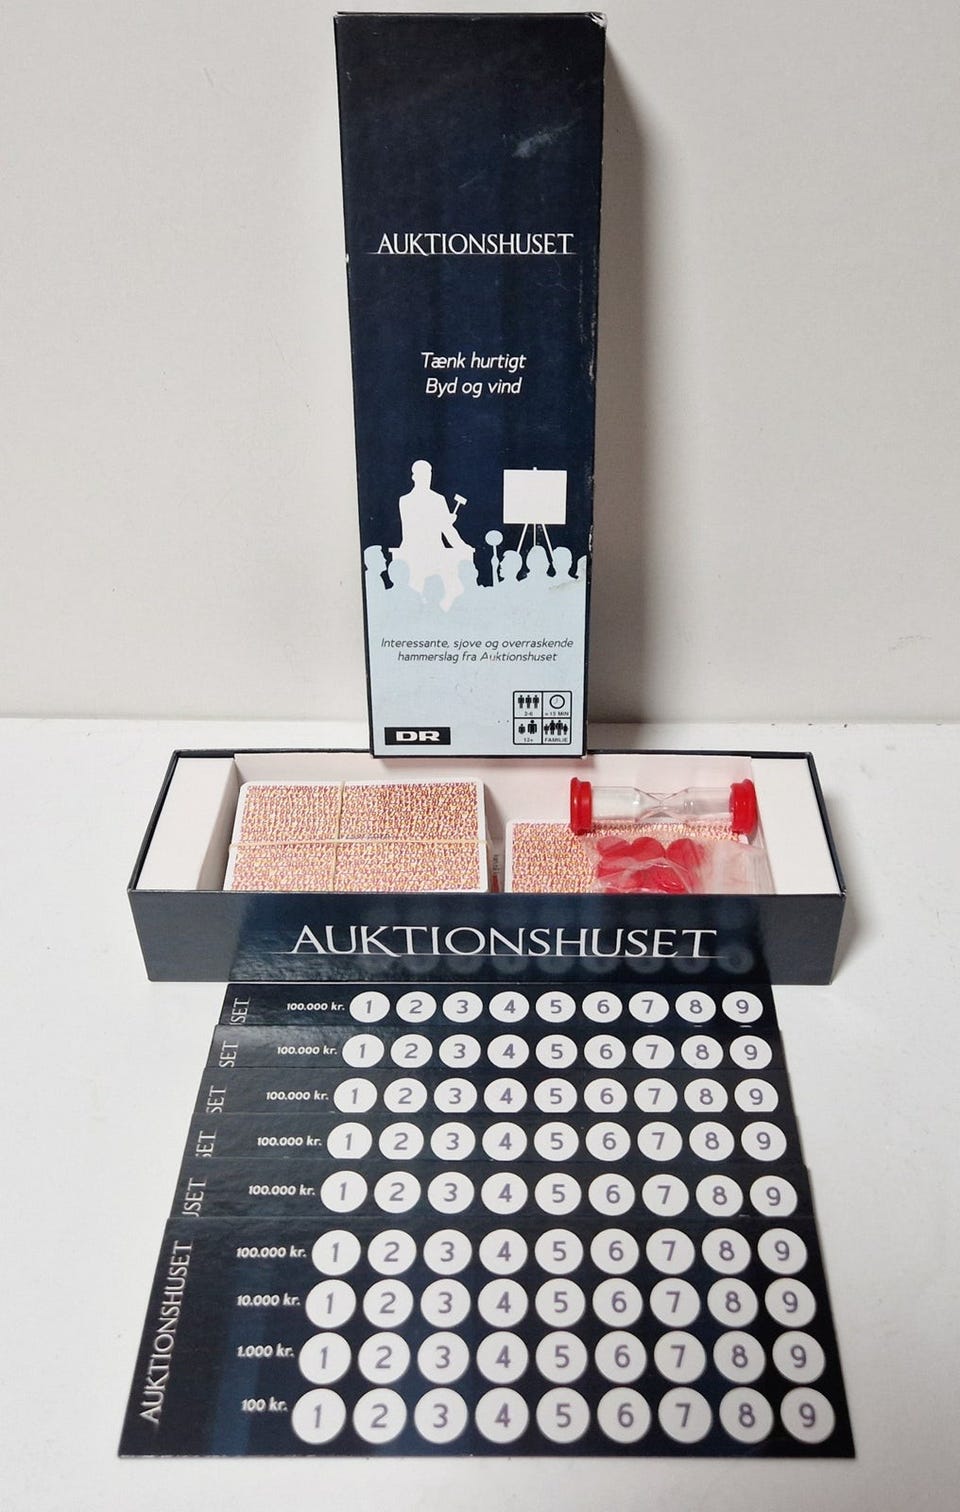 AUKTIONSHUSET
Tænk hurtigt
Byd og vind
Interessante, sjove og overraskende
hammerslag fra Auktionshuset
DR
2-6
12+
FAMILIE
AUKTIONSHUSET
100.000 kr. 1 2 3 4 5 6 7 8 9
100.000 kr. 1 2 3 4 5 6 7 8 9
100.000 kr. 1 2 3 4 5 6 7 8 9
100.000 kr. 1 2 3 4 5 6 7 8 9
100.000 kr. 1 2 3 4 5 6 7 8 9
AUKTIONSHUSET
100.000 kr. 1 2 3 4 5 6 7 8 9
10.000 kr. 1 2 3 4 5 6 7 8 9
1.000 kr. 1 2 3 4 5 6 7 8 9
100 kr. 1 2 3 4 5 6 7 8 9